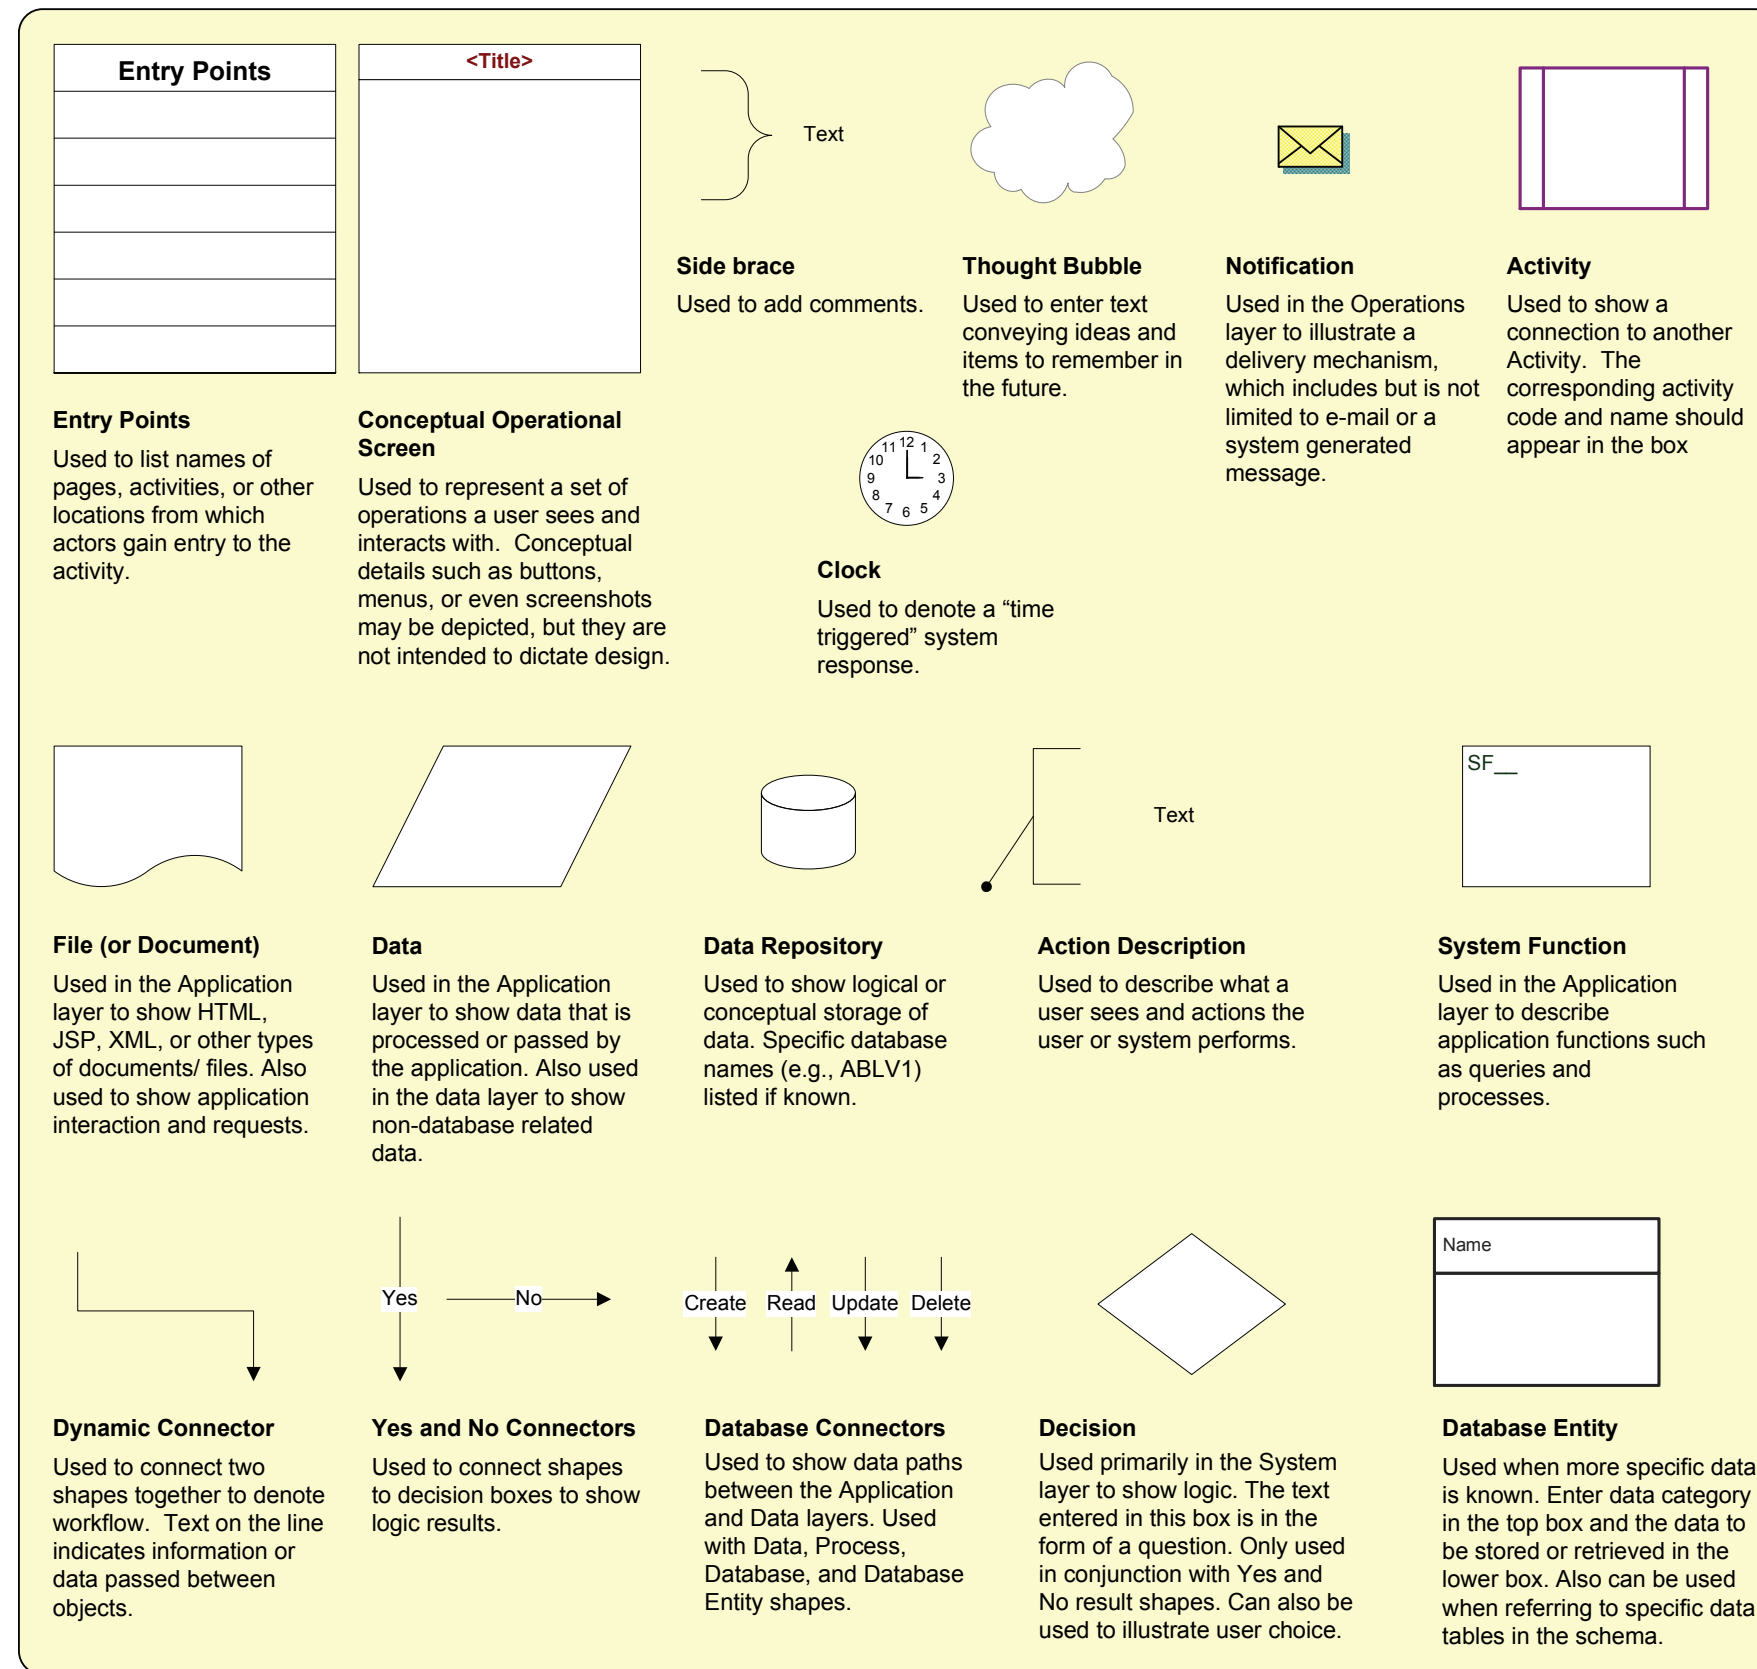 Entry Points
<Title>
Text
Side brace
Used to add comments.
Thought Bubble
Used to enter text
conveying ideas and
items to remember in
the future.
Notification
Used in the Operations
layer to illustrate a
delivery mechanism,
which includes but is not
limited to e-mail or a
system generated
message.
Activity
Used to show a
connection to another
Activity.  The
corresponding activity
code and name should
appear in the box
Entry Points
Used to list names of
pages, activities, or other
locations from which
actors gain entry to the
activity.
Conceptual Operational
Screen
Used to represent a set of
operations a user sees and
interacts with.  Conceptual
details such as buttons,
menus, or even screenshots
may be depicted, but they are
not intended to dictate design.
12
1
2
3
4
5
6
7
8
9
10
11
Clock
Used to denote a “time
triggered” system
response.
Text
SF__
File (or Document)
Used in the Application
layer to show HTML,
JSP, XML, or other types
of documents/ files. Also
used to show application
interaction and requests.
Data
Used in the Application
layer to show data that is
processed or passed by
the application. Also used
in the data layer to show
non-database related
data.
Data Repository
Used to show logical or
conceptual storage of
data. Specific database
names (e.g., ABLV1)
listed if known.
Action Description
Used to describe what a
user sees and actions the
user or system performs.
System Function
Used in the Application
layer to describe
application functions such
as queries and
processes.
Yes
No
Create
Read
Update
Delete
Name
Dynamic Connector
Used to connect two
shapes together to denote
workflow.  Text on the line
indicates information or
data passed between
objects.
Yes and No Connectors
Used to connect shapes
to decision boxes to show
logic results.
Database Connectors
Used to show data paths
between the Application
and Data layers. Used
with Data, Process,
Database, and Database
Entity shapes.
Decision
Used primarily in the System
layer to show logic. The text
entered in this box is in the
form of a question. Only used
in conjunction with Yes and
No result shapes. Can also be
used to illustrate user choice.
Database Entity
Used when more specific data
is known. Enter data category
in the top box and the data to
be stored or retrieved in the
lower box. Also can be used
when referring to specific data
tables in the schema.